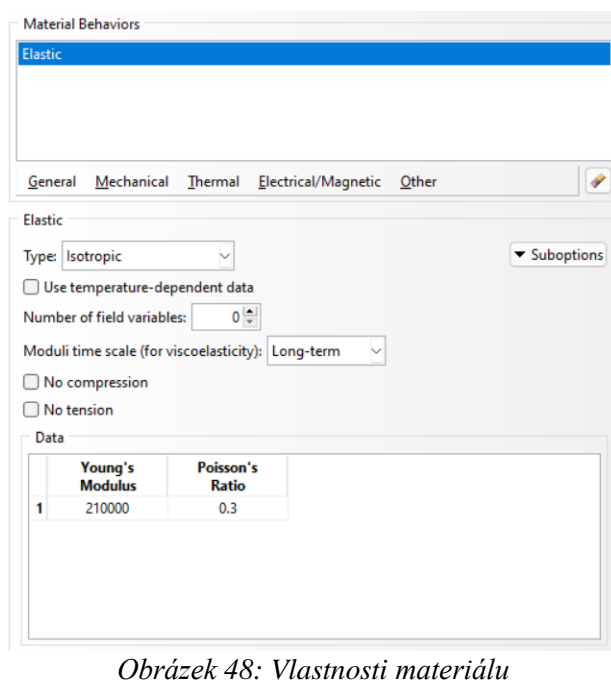 Material Behaviors
Elastic
General Mechanical Thermal Electrical/Magnetic Other
Elastic
Type: Isotropic Suboptions
Use temperature-dependent data
Number of field variables: 0
Moduli time scale (for viscoelasticity): Long-term
No compression
No tension
Data
Young's Poisson's
Modulus Ratio
1 210000 0.3
Obrázek 48: Vlastnosti materiálu